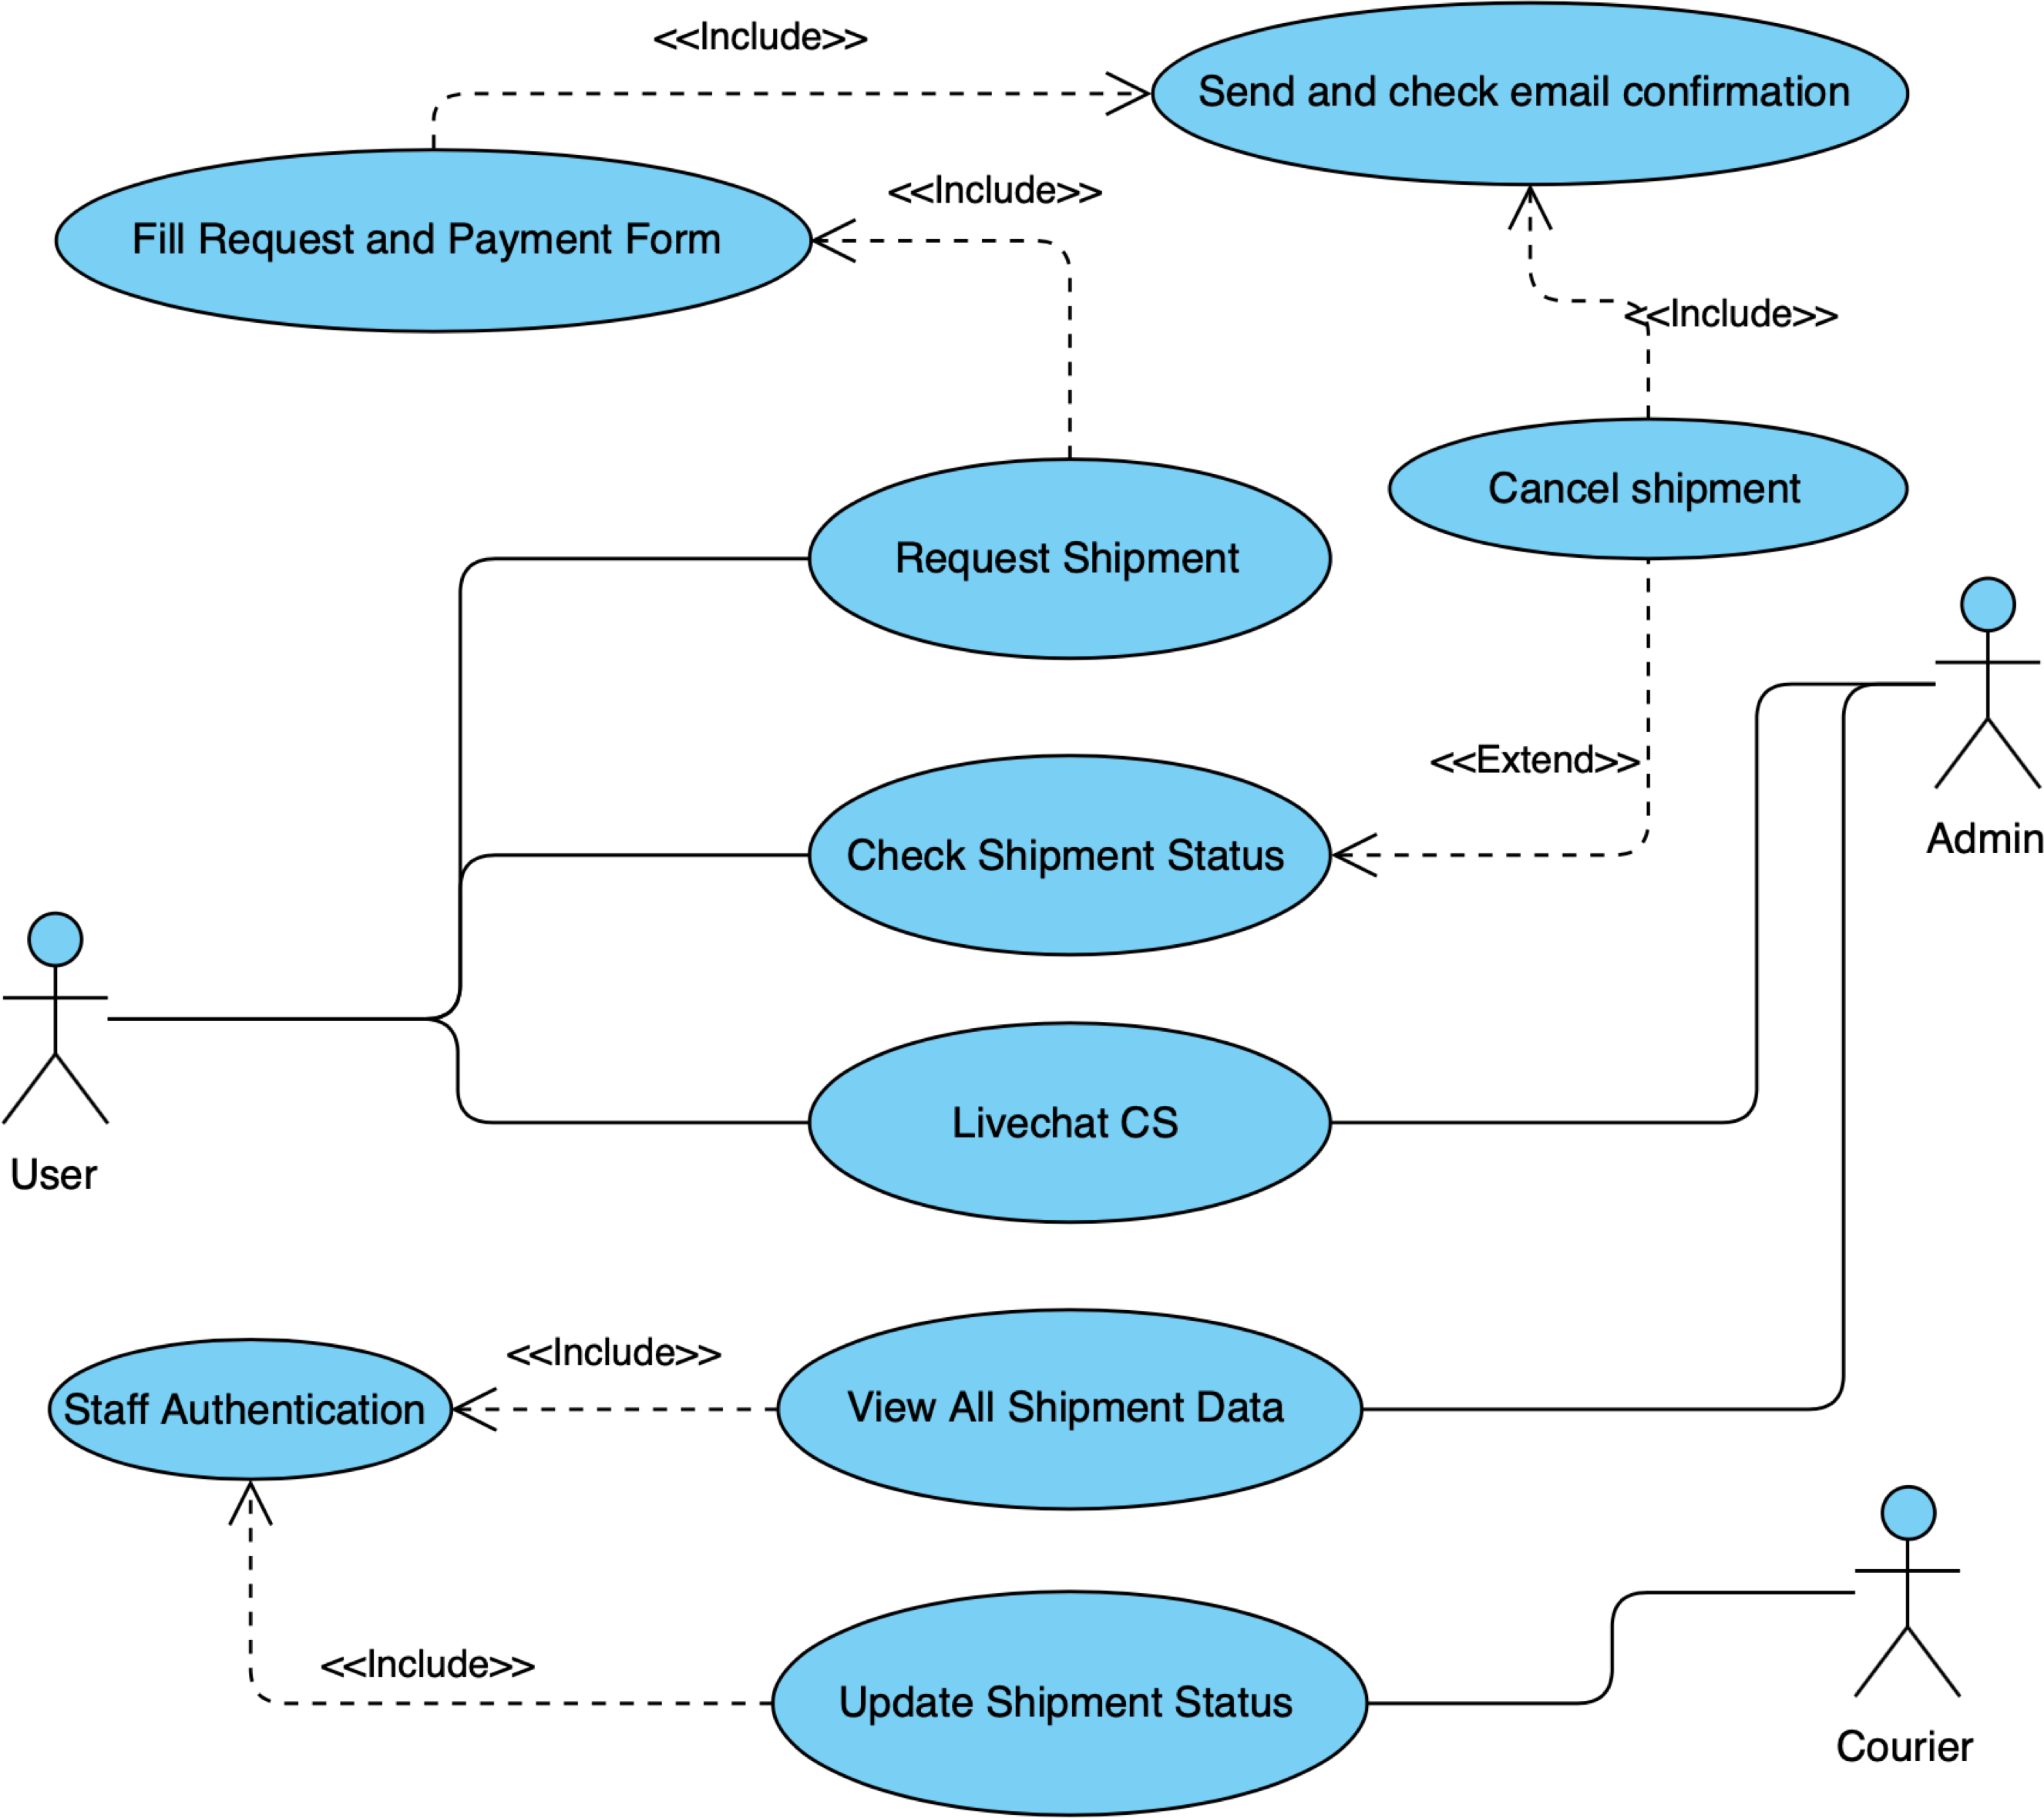 <<Include>>
Send and check email confirmation
<<Include>>
Fill Request and Payment Form
<<Include>>
Cancel shipment
Request Shipment
<<Extend>>
Admin
Check Shipment Status
Livechat CS
User
<<Include>>
Staff Authentication
View All Shipment Data
<<Include>>
Update Shipment Status
Courier